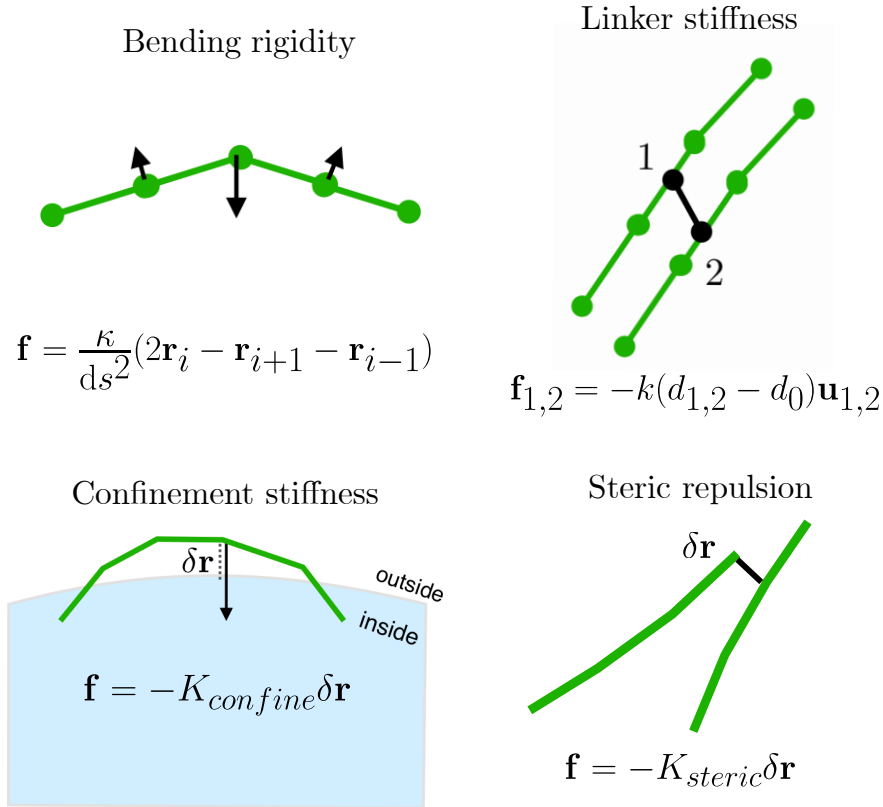 Bending rigidity
f = κ/ds² (2r_i − r_{i+1} − r_{i−1})
Linker stiffness
1
2
f_{1,2} = −k(d_{1,2} − d_0)u_{1,2}
Confinement stiffness
δr
outside
inside
f = −K_{confine}δr
Steric repulsion
δr
f = −K_{steric}δr